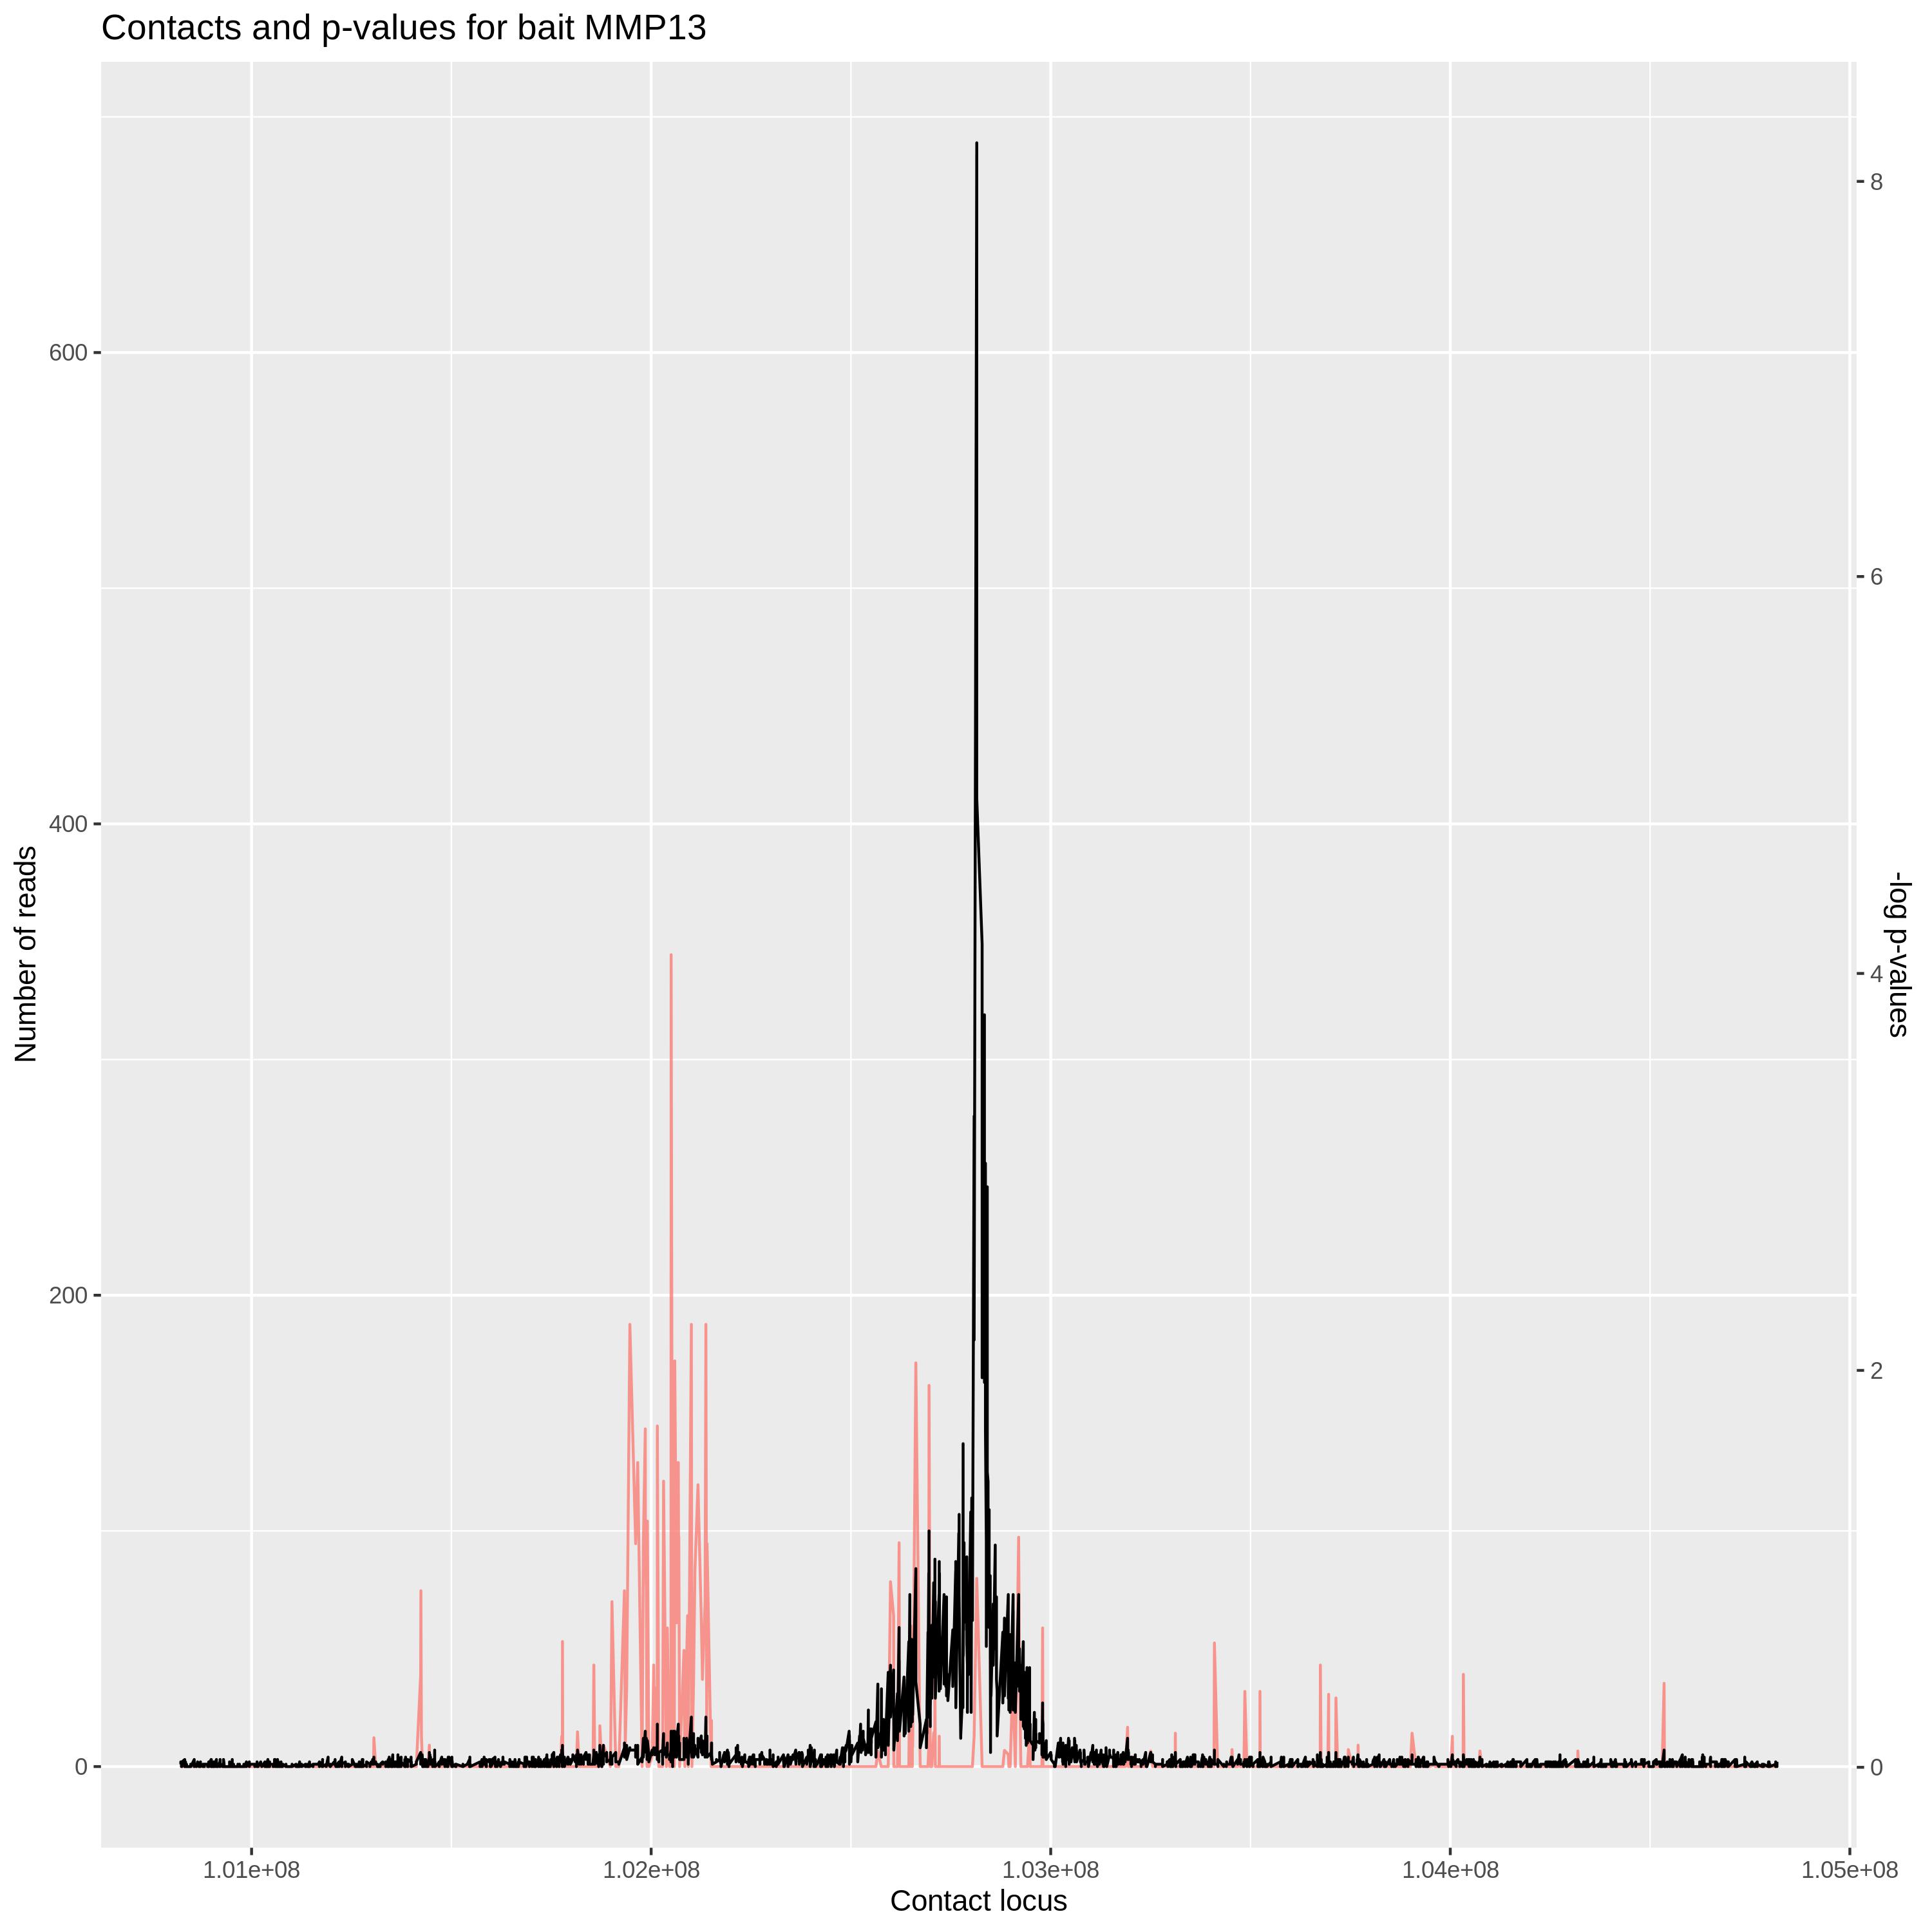 Contacts and p-values for bait MMP13
Number of reads
600
400
200
0
8
6
4
2
0
-log p-values
1.01e+08
1.02e+08
1.03e+08
1.04e+08
1.05e+08
Contact locus